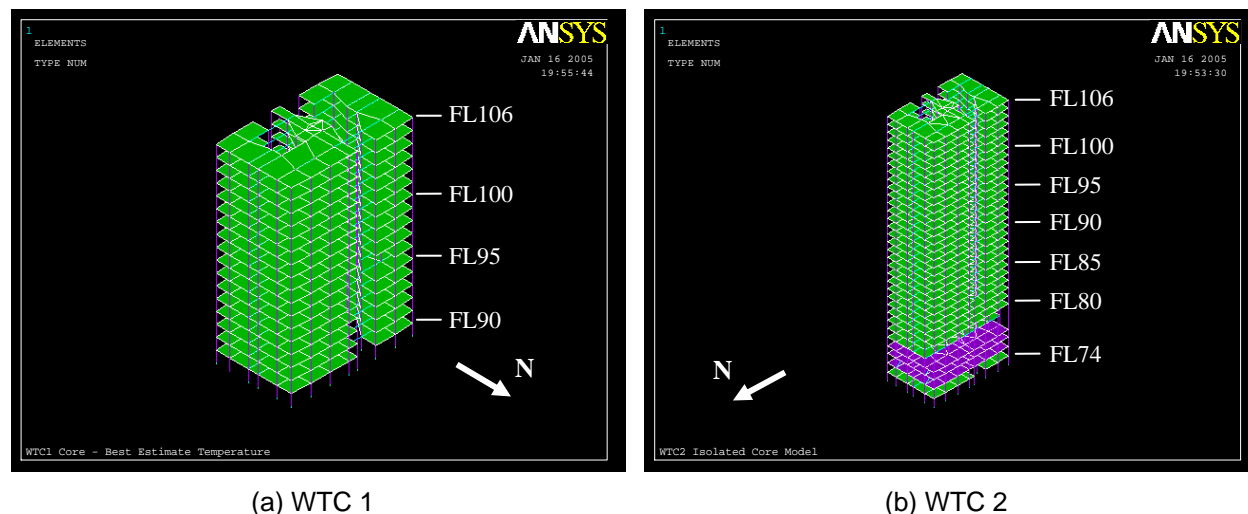 1
ELEMENTS
TYPE NUM
ANSYS
JAN 16 2005
19:55:44
FL106
FL100
FL95
FL90
N
WTC1 Core - Best Estimate Temperature
(a) WTC 1
1
ELEMENTS
TYPE NUM
ANSYS
JAN 16 2005
19:53:30
FL106
FL100
FL95
FL90
FL85
FL80
FL74
N
WTC2 Isolated Core Model
(b) WTC 2